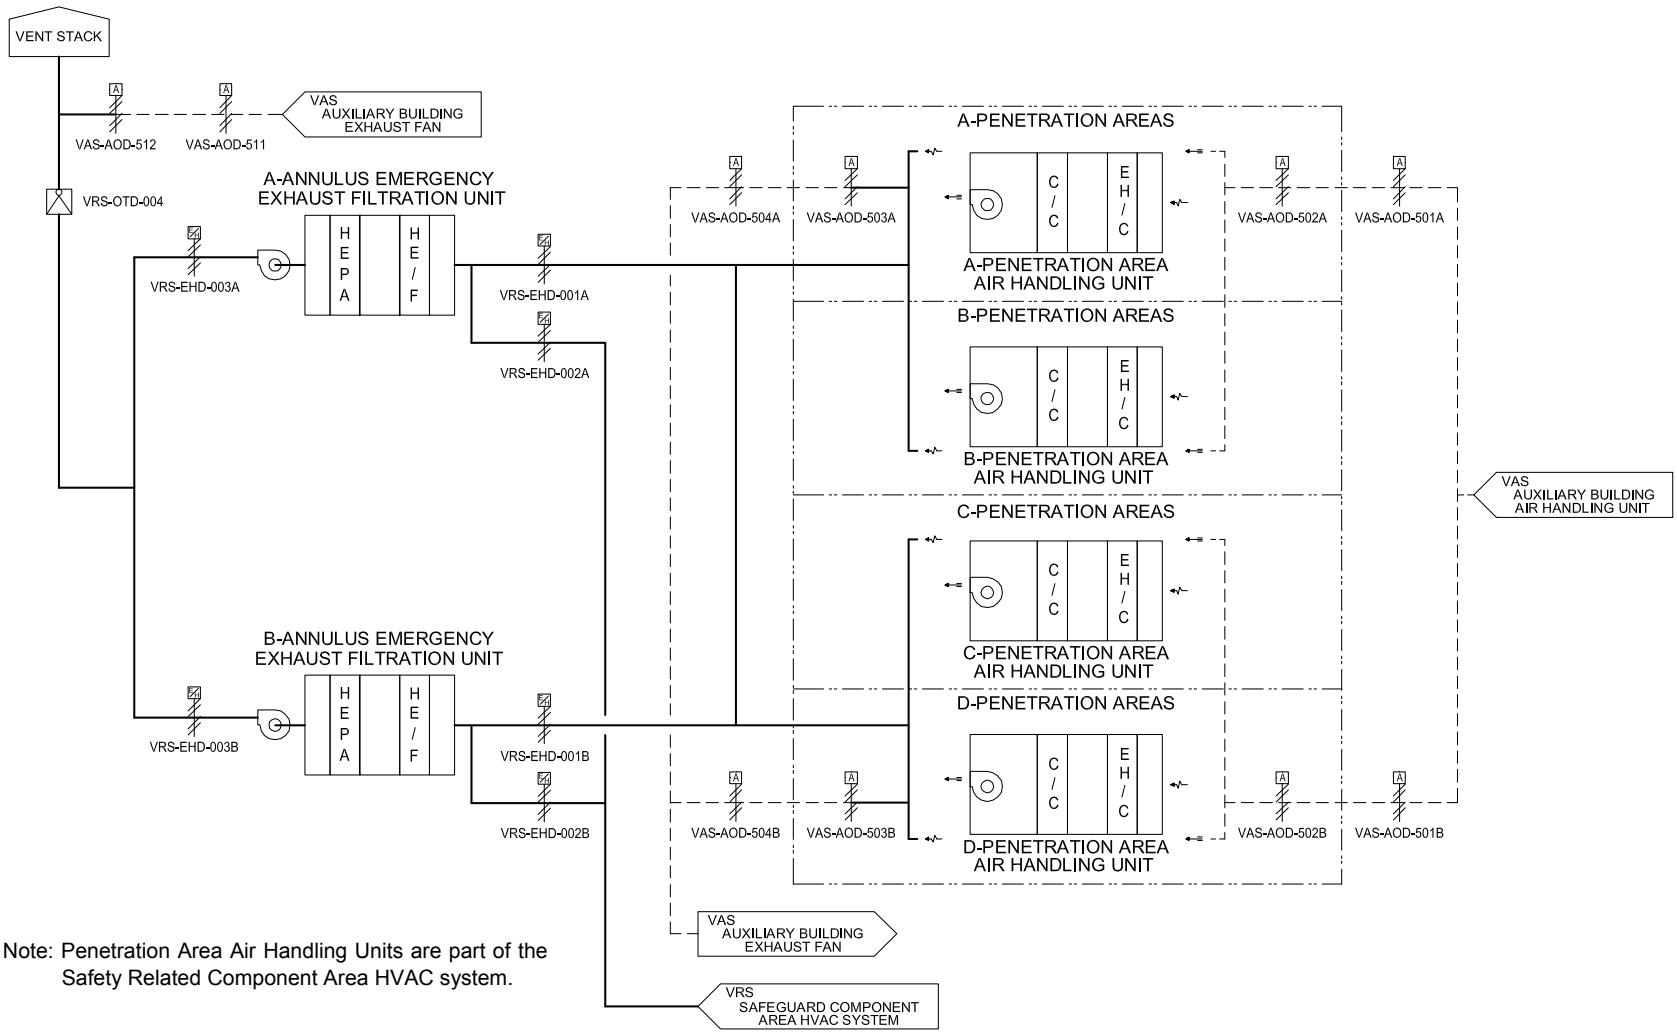 VENT STACK
A
A
VAS
AUXILIARY BUILDING
EXHAUST FAN
VAS-AOD-512
VAS-AOD-511
VRS-OTD-004
A-ANNULUS EMERGENCY
EXHAUST FILTRATION UNIT
E/H
VRS-EHD-003A
HEPA
HE/F
E/H
VRS-EHD-001A
E/H
VRS-EHD-002A
A
VAS-AOD-504A
A
VAS-AOD-503A
A-PENETRATION AREAS
C/C
EH/C
A-PENETRATION AREA
AIR HANDLING UNIT
A
VAS-AOD-502A
A
VAS-AOD-501A
B-PENETRATION AREAS
C/C
EH/C
B-PENETRATION AREA
AIR HANDLING UNIT
VAS
AUXILIARY BUILDING
AIR HANDLING UNIT
C-PENETRATION AREAS
C/C
EH/C
C-PENETRATION AREA
AIR HANDLING UNIT
B-ANNULUS EMERGENCY
EXHAUST FILTRATION UNIT
E/H
VRS-EHD-003B
HEPA
HE/F
E/H
VRS-EHD-001B
E/H
VRS-EHD-002B
A
VAS-AOD-504B
A
VAS-AOD-503B
D-PENETRATION AREAS
C/C
EH/C
D-PENETRATION AREA
AIR HANDLING UNIT
A
VAS-AOD-502B
A
VAS-AOD-501B
VAS
AUXILIARY BUILDING
EXHAUST FAN
Note: Penetration Area Air Handling Units are part of the
Safety Related Component Area HVAC system.
VRS
SAFEGUARD COMPONENT
AREA HVAC SYSTEM